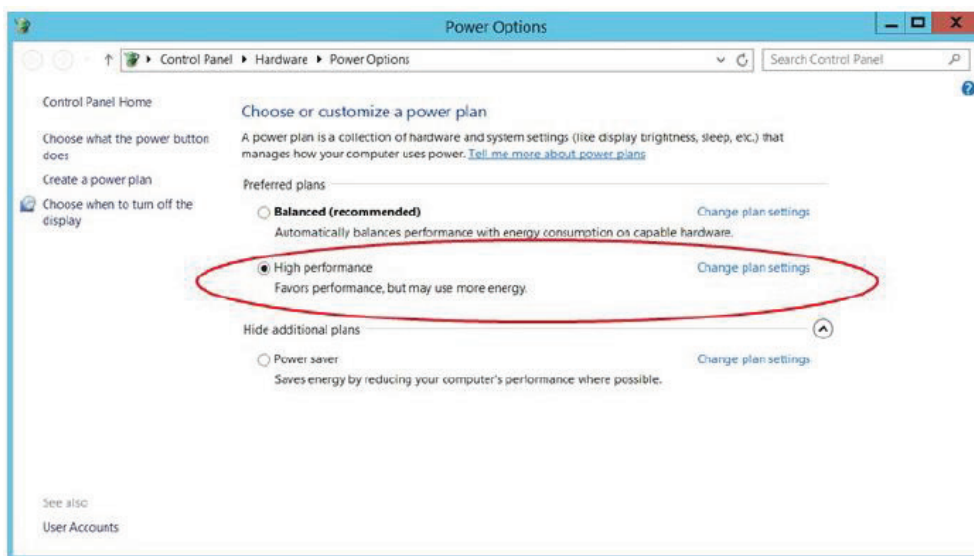 Power Options
Control Panel ▸ Hardware ▸ Power Options
Search Control Panel
Control Panel Home
Choose what the power button
does
Create a power plan
Choose when to turn off the
display
See also
User Accounts
Choose or customize a power plan
A power plan is a collection of hardware and system settings (like display brightness, sleep, etc.) that
manages how your computer uses power. Tell me more about power plans
Preferred plans
Balanced (recommended) Change plan settings
Automatically balances performance with energy consumption on capable hardware.
High performance Change plan settings
Favors performance, but may use more energy.
Hide additional plans
Power saver Change plan settings
Saves energy by reducing your computer's performance where possible.